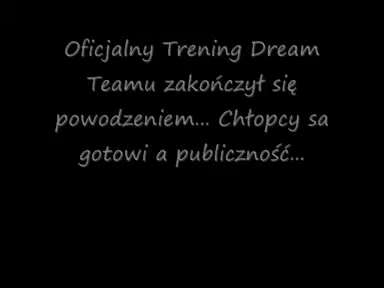 Oficjalny Trening Dream
Teamu zakończył się
powodzeniem... Chłopcy sa
gotowi a publiczność...